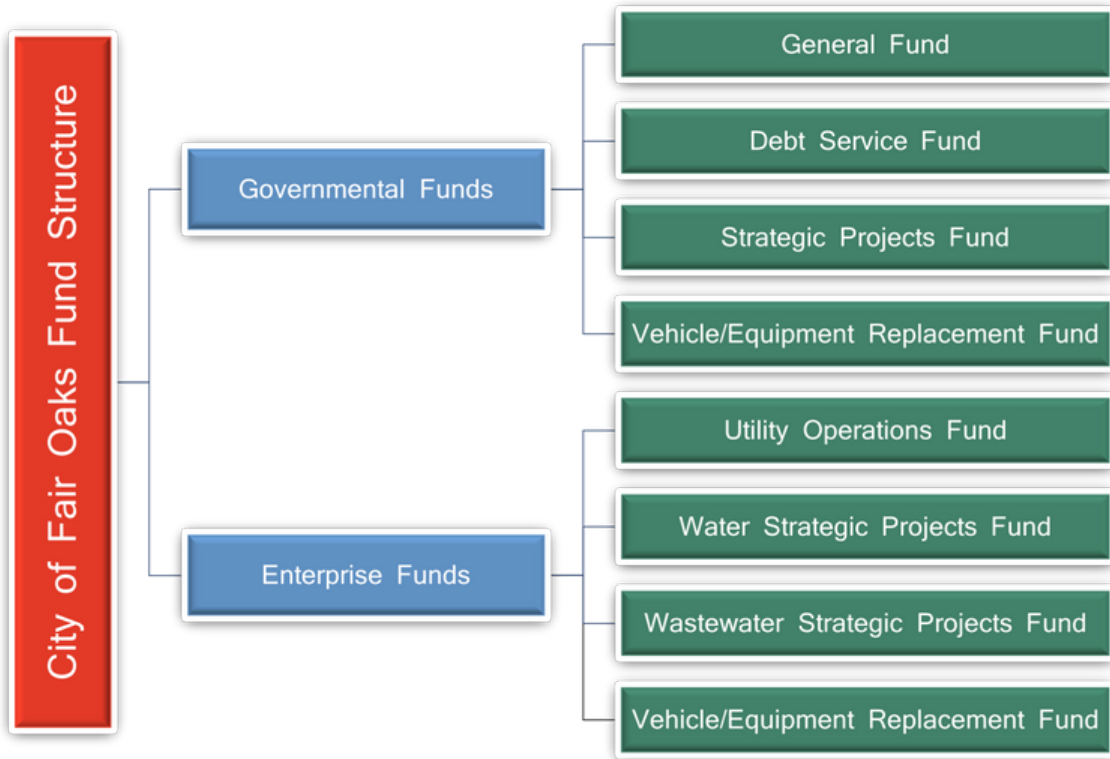 City of Fair Oaks Fund Structure
Governmental Funds
General Fund
Debt Service Fund
Strategic Projects Fund
Vehicle/Equipment Replacement Fund
Enterprise Funds
Utility Operations Fund
Water Strategic Projects Fund
Wastewater Strategic Projects Fund
Vehicle/Equipment Replacement Fund